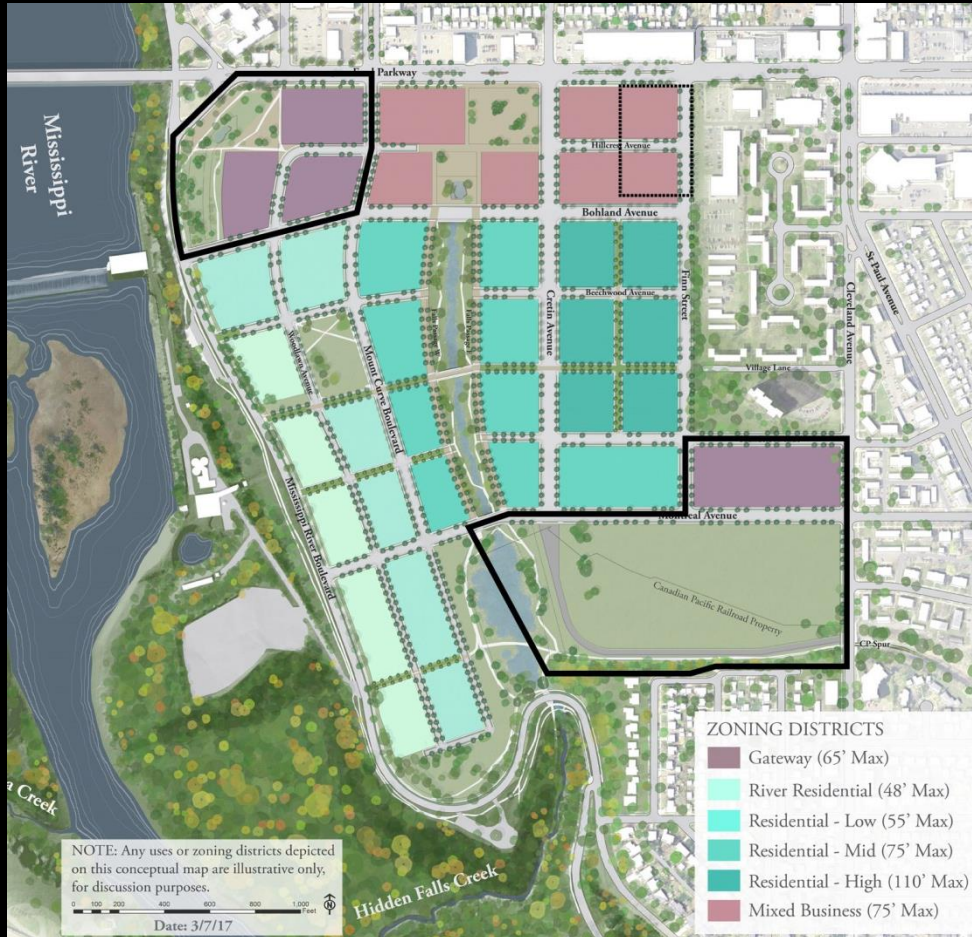 Parkway
Mississippi
River
Hillcrest Avenue
Bohland Avenue
Beechwood Avenue
Finn Street
Cretin Avenue
Cleveland Avenue
St Paul Avenue
Village Lane
Woodlawn Avenue
Mount Curve Boulevard
Mississippi River Boulevard
Montreal Avenue
Canadian Pacific Railroad Property
CP Spur
a Creek
Hidden Falls Creek
ZONING DISTRICTS
Gateway (65' Max)
River Residential (48' Max)
Residential - Low (55' Max)
Residential - Mid (75' Max)
Residential - High (110' Max)
Mixed Business (75' Max)
NOTE: Any uses or zoning districts depicted
on this conceptual map are illustrative only,
for discussion purposes.
0 100 200 400 600 800 1,000
Feet
N
Date: 3/7/17